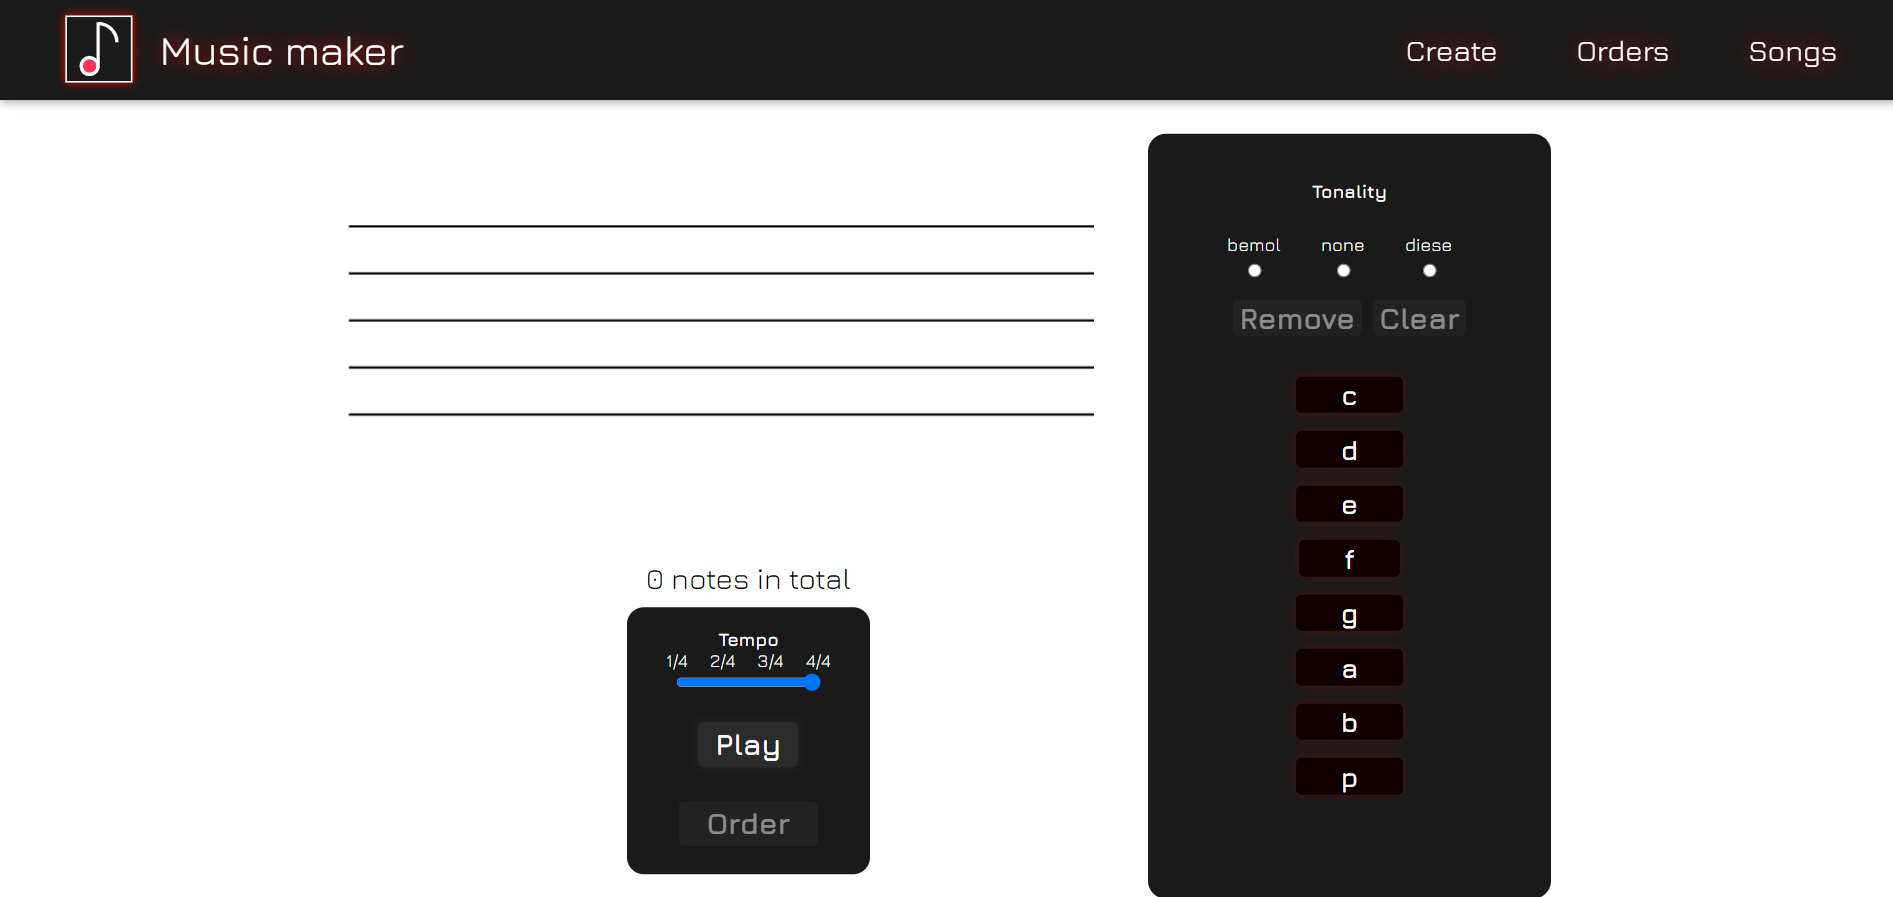 Music maker
Create Orders Songs
Tonality
bemol none diese
Remove Clear
c
d
e
f
g
a
b
p
0 notes in total
Tempo
1/4 2/4 3/4 4/4
Play
Order